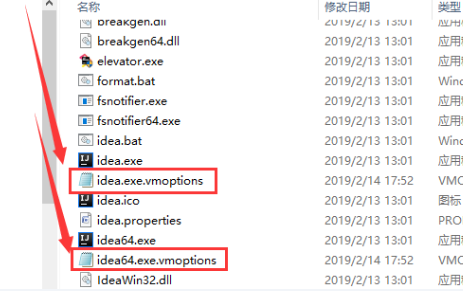 名称 修改日期 类型
breakgen.dll 2019/2/13 13:01 应用
breakgen64.dll 2019/2/13 13:01 应用
elevator.exe 2019/2/13 13:01 应用
format.bat 2019/2/13 13:01 Wind
fsnotifier.exe 2019/2/13 13:01 应用
fsnotifier64.exe 2019/2/13 13:01 应用
idea.bat 2019/2/13 13:01 Wind
idea.exe 2019/2/13 13:01 应用
idea.exe.vmoptions 2019/2/14 17:52 VMO
idea.ico 2019/2/13 13:01 图标
idea.properties 2019/2/13 13:01 PRO
idea64.exe 2019/2/13 13:01 应用
idea64.exe.vmoptions 2019/2/14 17:52 VMO
IdeaWin32.dll 2019/2/13 13:01 应用